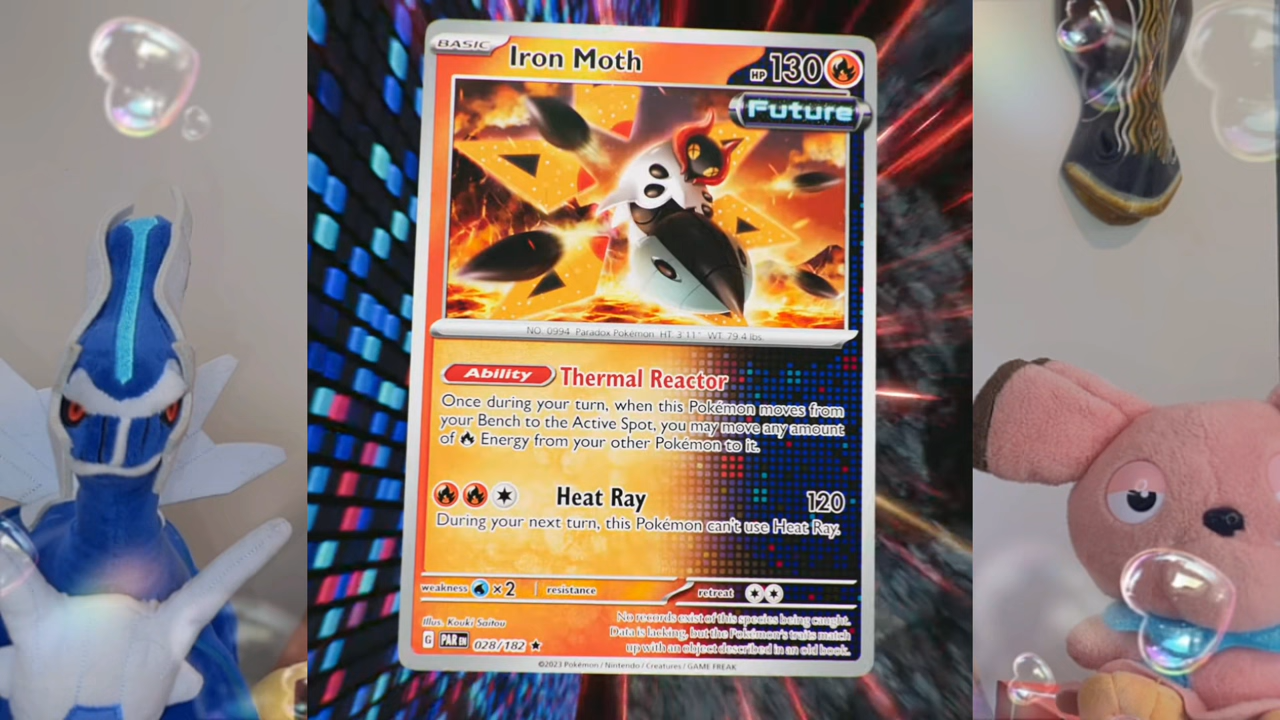 BASIC Iron Moth HP 130
Future
NO. 0994 Paradox Pokémon HT: 3'11" WT: 79.4 lbs.
Ability Thermal Reactor
Once during your turn, when this Pokémon moves from
your Bench to the Active Spot, you may move any amount
of Energy from your other Pokémon to it.
Heat Ray 120
During your next turn, this Pokémon can't use Heat Ray.
weakness ×2 resistance retreat
Illus. Kouki Saitou
No records exist of this species being caught.
Data is lacking, but the Pokémon's traits match
up with an object described in an old book.
G PAR EN 028/182 ★
©2023 Pokémon / Nintendo / Creatures / GAME FREAK